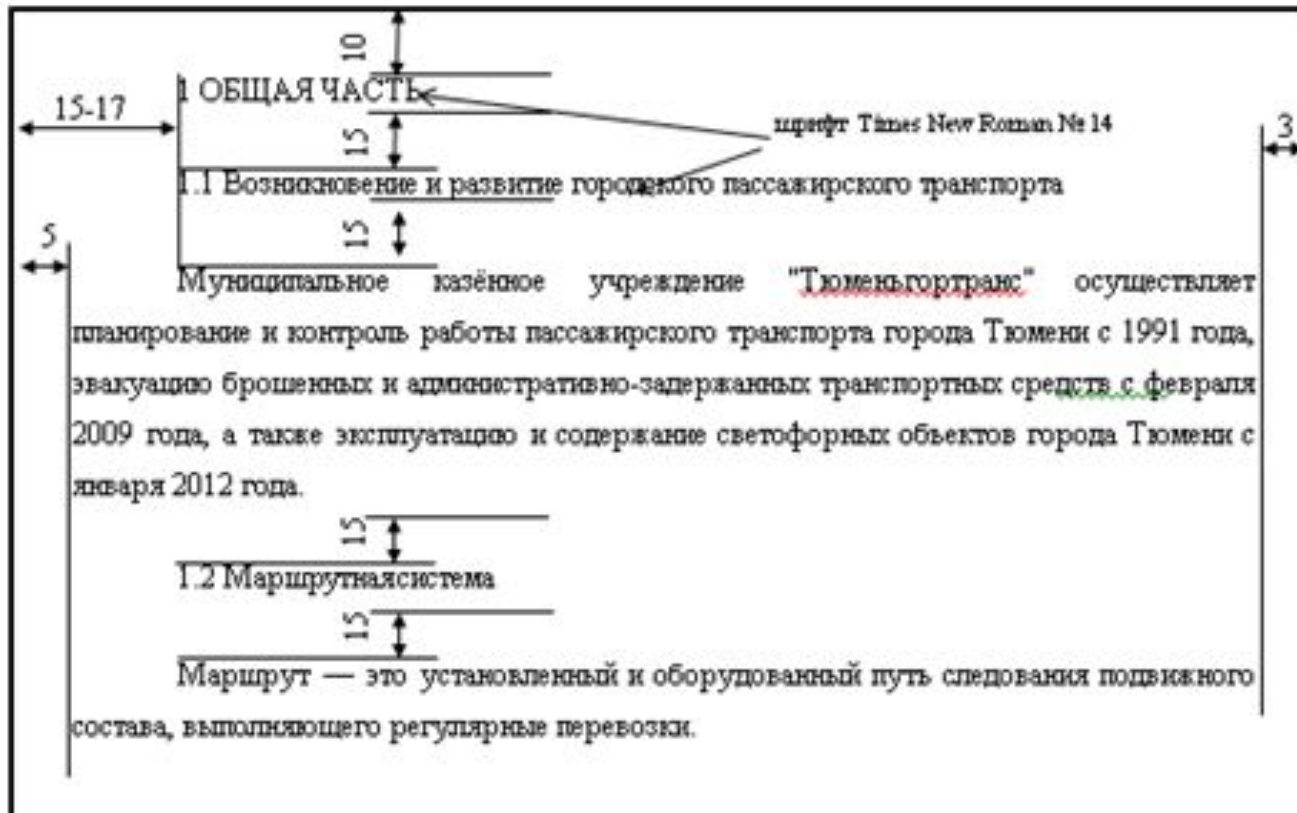 10
1 ОБЩАЯ ЧАСТЬ
15-17
15
шрифт Times New Roman № 14
3
1.1 Возникновение и развитие городского пассажирского транспорта
15
5
Муниципальное казённое учреждение "Тюменьгортранс" осуществляет
планирование и контроль работы пассажирского транспорта города Тюмени с 1991 года,
эвакуацию брошенных и административно-задержанных транспортных средств с февраля
2009 года, а также эксплуатацию и содержание светофорных объектов города Тюмени с
января 2012 года.
15
1.2 Маршрутнаясистема
15
Маршрут — это установленный и оборудованный путь следования подвижного
состава, выполняющего регулярные перевозки.